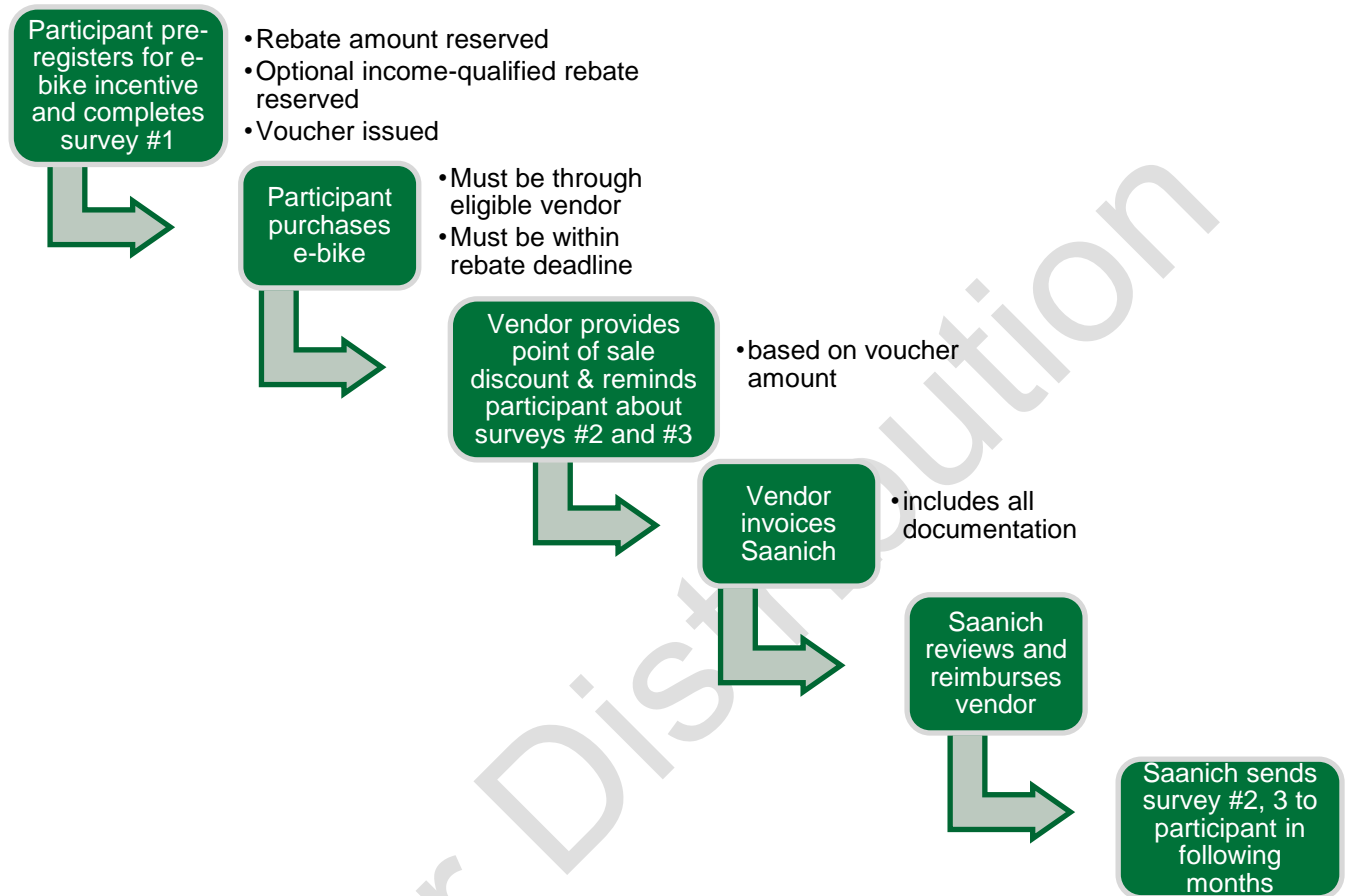 Participant pre-
registers for e-
bike incentive
and completes
survey #1
•Rebate amount reserved
•Optional income-qualified rebate
reserved
•Voucher issued
Participant
purchases
e-bike
•Must be through
eligible vendor
•Must be within
rebate deadline
Vendor provides
point of sale
discount & reminds
participant about
surveys #2 and #3
•based on voucher
amount
Vendor
invoices
Saanich
•includes all
documentation
Saanich
reviews and
reimburses
vendor
Saanich sends
survey #2, 3 to
participant in
following
months
r Distribution